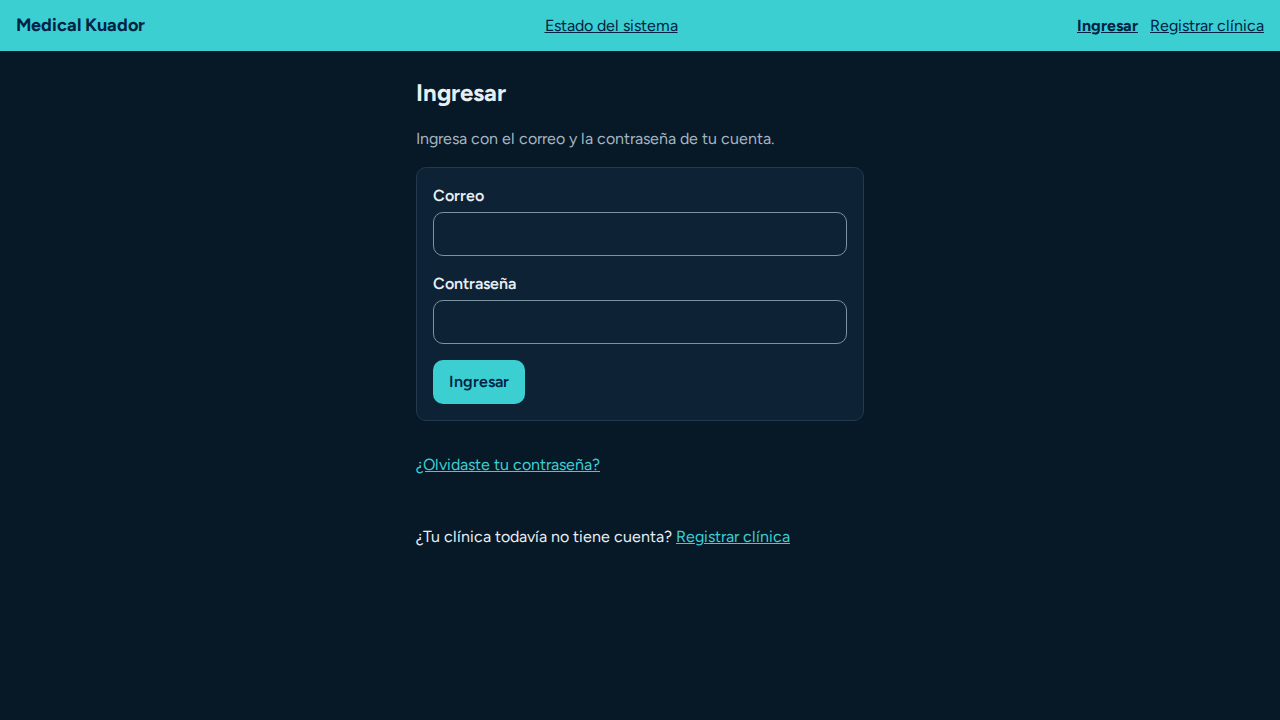 Medical Kuador
Estado del sistema
Ingresar
Registrar clínica
Ingresar
Ingresa con el correo y la contraseña de tu cuenta.
Correo
Contraseña
Ingresar
¿Olvidaste tu contraseña?
¿Tu clínica todavía no tiene cuenta? Registrar clínica